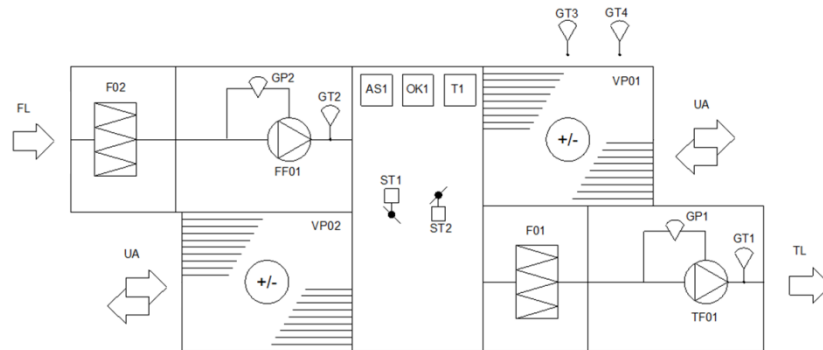 GT3
GT4
F02
GP2
AS1
OK1
T1
VP01
FL
GT2
UA
FF01
ST1
ST2
VP02
F01
GP1
GT1
UA
+/-
+/-
TL
TF01